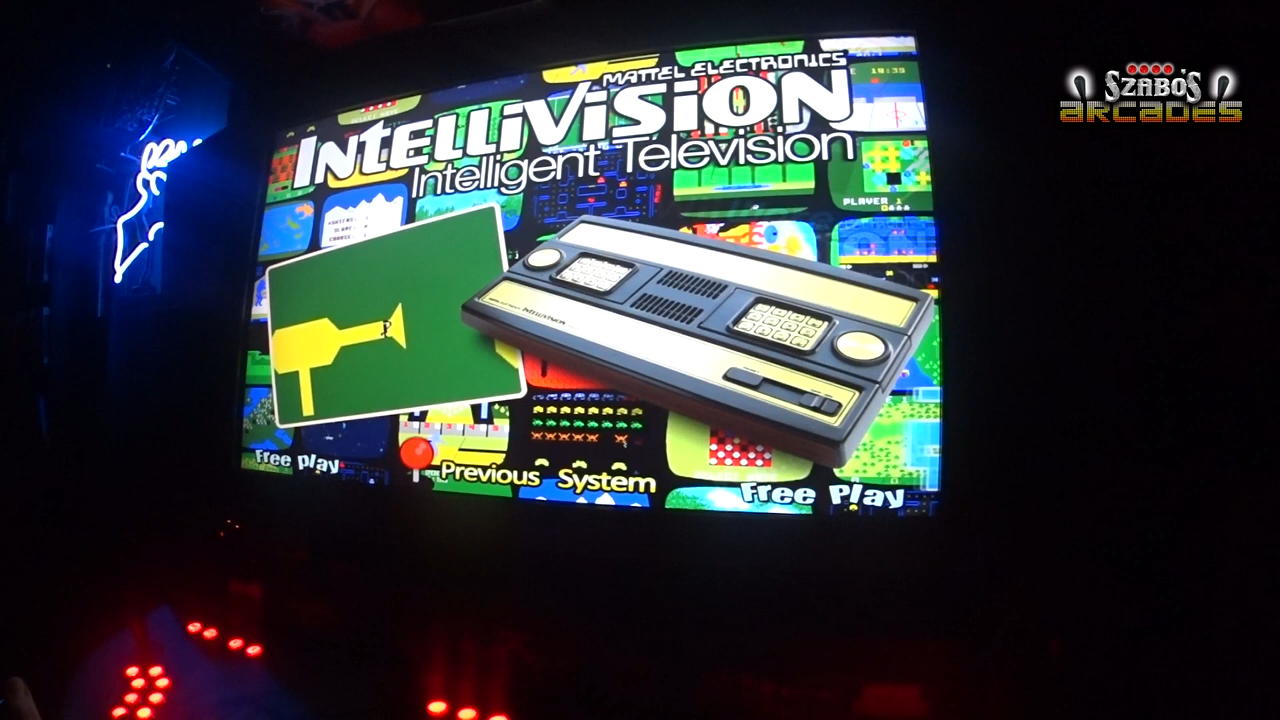 MATTEL ELECTRONICS
INTELLIVISION
Intelligent Television
SZABO'S
ARCADES
PLAYER 1
Free play
Previous System
Free Play